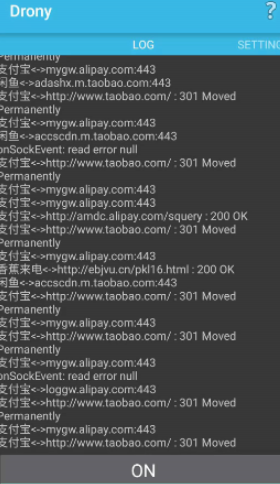 Drony
?
LOG
SETTING
Permanently
支付宝<->mygw.alipay.com:443
闲鱼<->adashx.m.taobao.com:443
支付宝<->http://www.taobao.com/ : 301 Moved
Permanently
支付宝<->mygw.alipay.com:443
闲鱼<->accscdn.m.taobao.com:443
onSockEvent: read error null
支付宝<->http://www.taobao.com/ : 301 Moved
Permanently
支付宝<->mygw.alipay.com:443
支付宝<->mygw.alipay.com:443
支付宝<->http://amdc.alipay.com/squery : 200 OK
支付宝<->http://www.taobao.com/ : 301 Moved
Permanently
支付宝<->mygw.alipay.com:443
香蕉来电<->http://ebjvu.cn/pkl16.html : 200 OK
闲鱼<->accscdn.m.taobao.com:443
支付宝<->http://www.taobao.com/ : 301 Moved
Permanently
支付宝<->mygw.alipay.com:443
支付宝<->http://www.taobao.com/ : 301 Moved
Permanently
支付宝<->mygw.alipay.com:443
onSockEvent: read error null
支付宝<->loggw.alipay.com:443
支付宝<->http://www.taobao.com/ : 301 Moved
Permanently
支付宝<->mygw.alipay.com:443
支付宝<->http://www.taobao.com/ : 301 Moved
ON